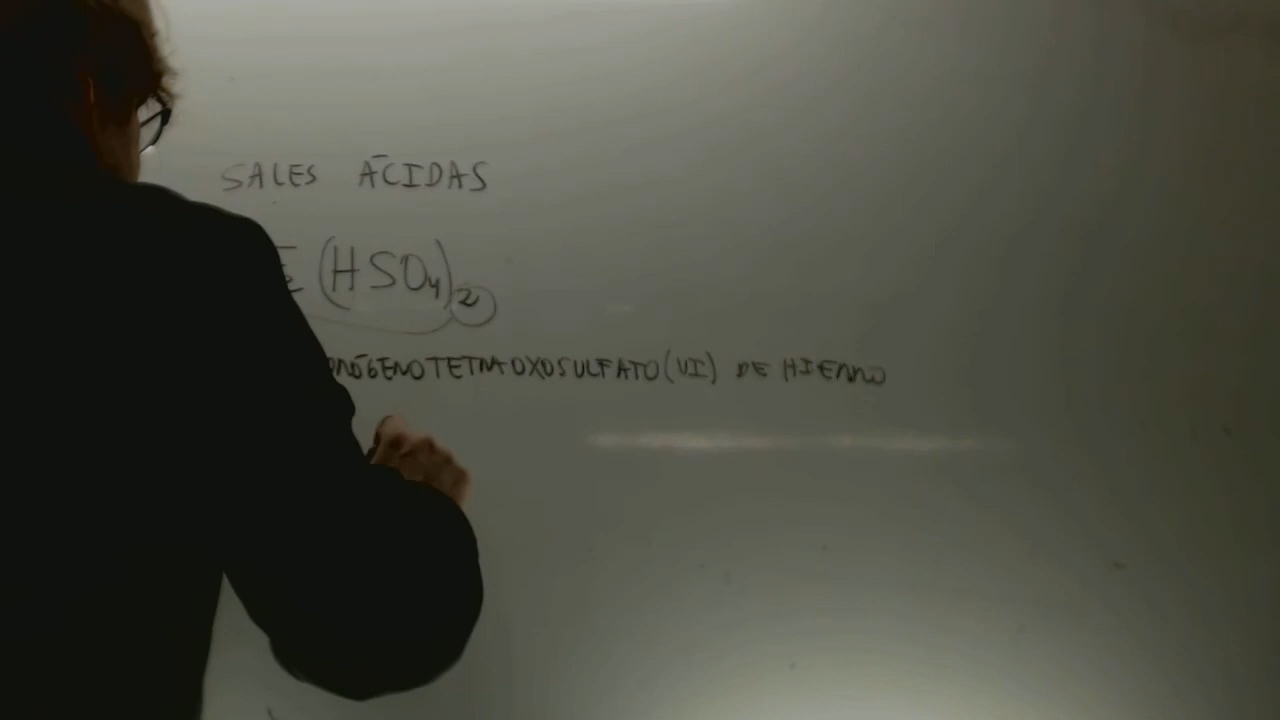 SALES ÁCIDAS
(HSO4)2
TETRAOXOSULFATO(VI) DE HIERRO